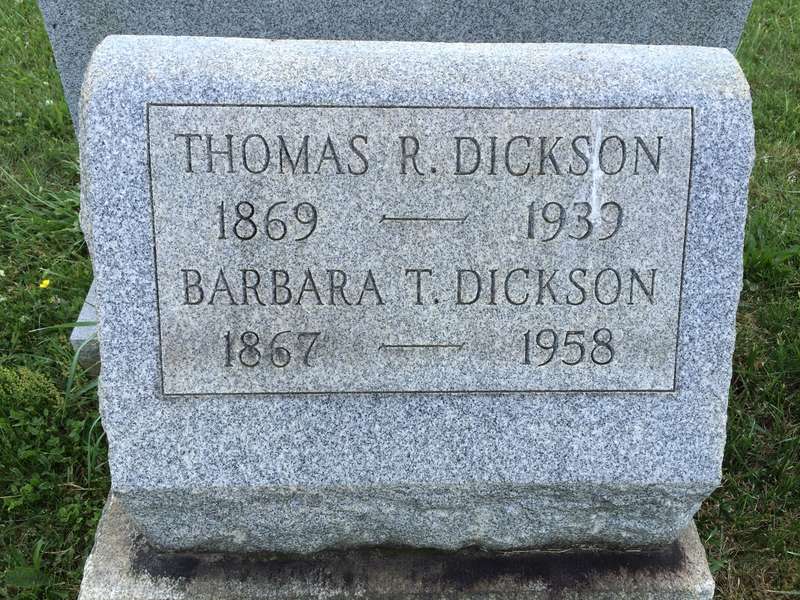 THOMAS R. DICKSON
1869 — 1939
BARBARA T. DICKSON
1867 — 1958